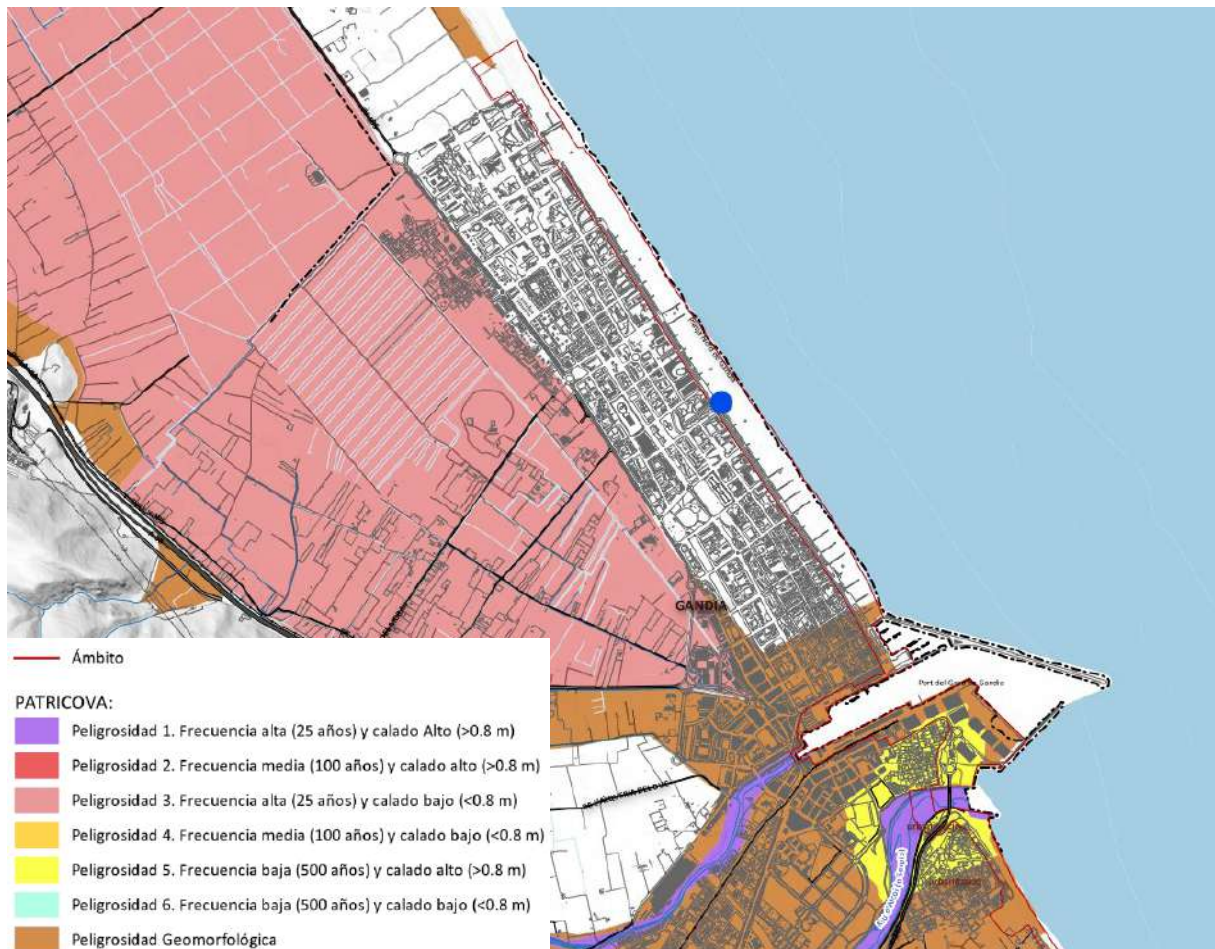 GANDIA
Port del Grau de Gandia
Ámbito
PATRICOVA:
Peligrosidad 1. Frecuencia alta (25 años) y calado Alto (>0.8 m)
Peligrosidad 2. Frecuencia media (100 años) y calado alto (>0.8 m)
Peligrosidad 3. Frecuencia alta (25 años) y calado bajo (<0.8 m)
Peligrosidad 4. Frecuencia media (100 años) y calado bajo (<0.8 m)
Peligrosidad 5. Frecuencia baja (500 años) y calado alto (>0.8 m)
Peligrosidad 6. Frecuencia baja (500 años) y calado bajo (<0.8 m)
Peligrosidad Geomorfológica